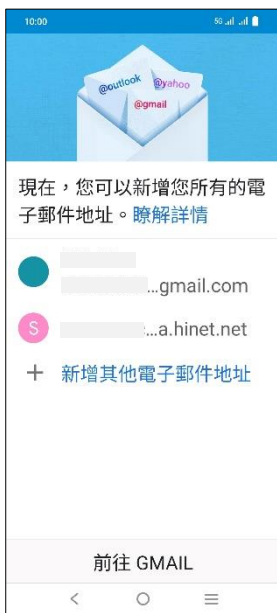 10:00
5G
@outlook
@yahoo
@gmail
現在，您可以新增您所有的電
子郵件地址。瞭解詳情
...gmail.com
S
...a.hinet.net
+ 新增其他電子郵件地址
前往 GMAIL